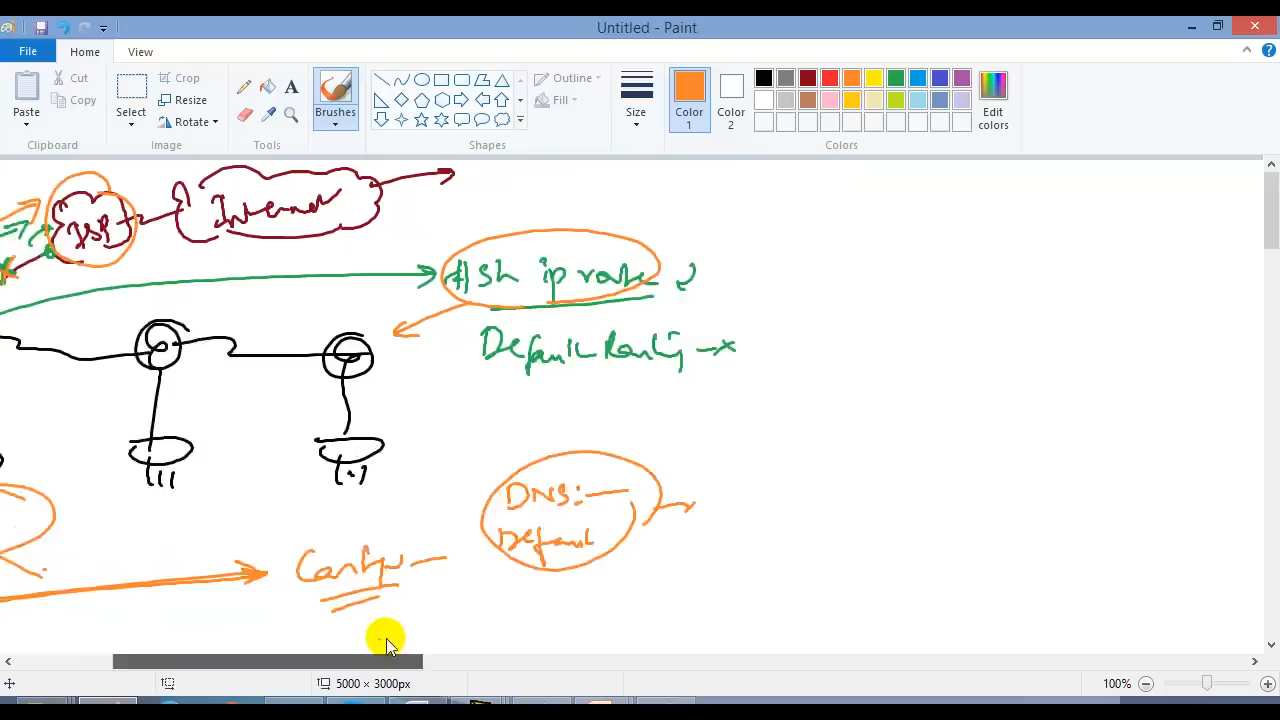 Untitled - Paint
File
Home
View
Paste
Cut
Copy
Clipboard
Select
Crop
Resize
Rotate
Image
Tools
Brushes
Shapes
Outline
Fill
Size
Color 1
Color 2
Edit colors
Colors
ISP
Internet
#sh ip route
Default Routing
DNS:
Default
5000 × 3000px
100%